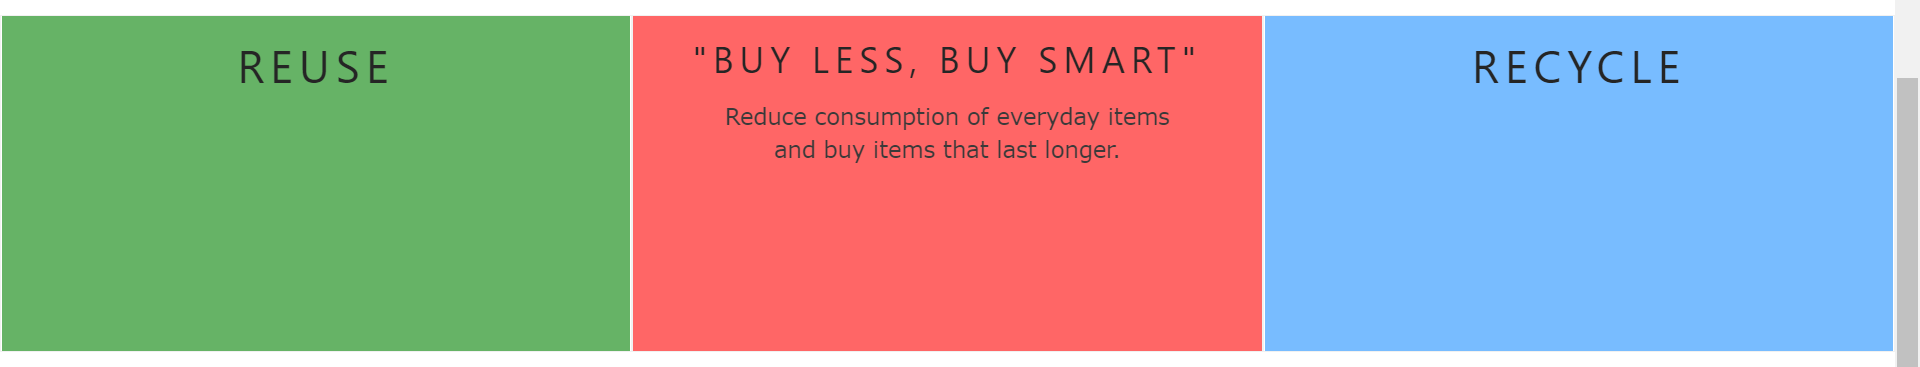 REUSE
"BUY LESS, BUY SMART"
Reduce consumption of everyday items
and buy items that last longer.
RECYCLE